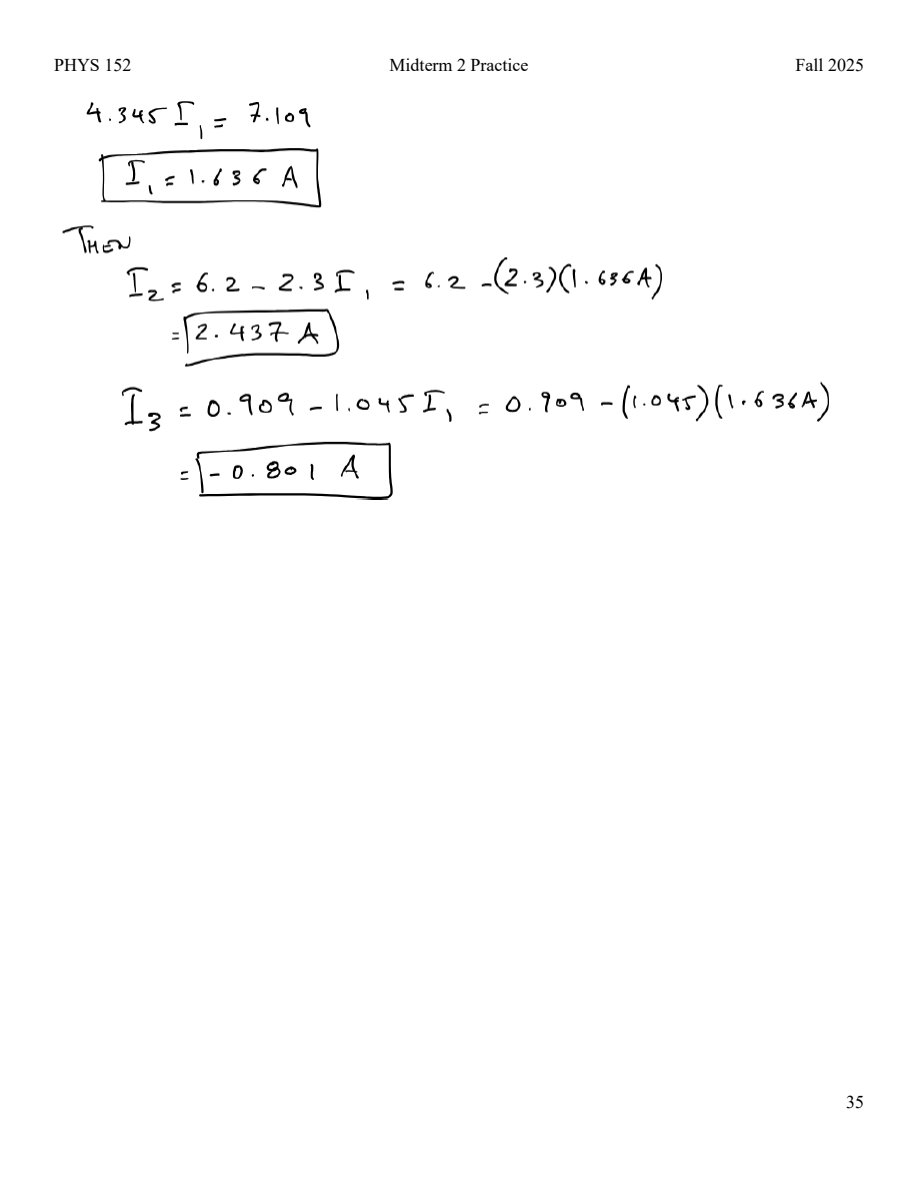 PHYS 152 Midterm 2 Practice Fall 2025
4.345 I₁ = 7.109
I₁ = 1.636 A
THEN
I₂ = 6.2 - 2.3 I₁ = 6.2 - (2.3)(1.636A)
= 2.437 A
I₃ = 0.909 - 1.045 I₁ = 0.909 - (1.045)(1.636A)
= - 0.801 A
35